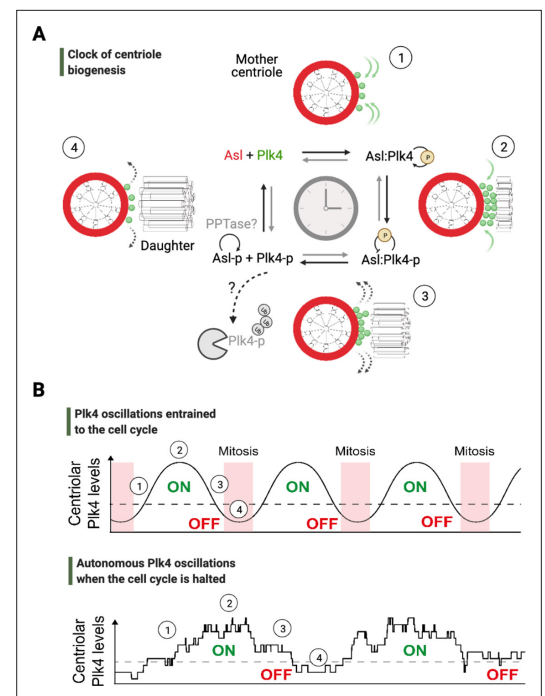 A
Clock of centriole
biogenesis
Mother
centriole
1
4
Asl + Plk4
Asl:Plk4
P
2
PPTase?
P
Daughter
Asl-p + Plk4-p
Asl:Plk4-p
?
3
Ub
Ub
Ub
Plk4-p
B
Plk4 oscillations entrained
to the cell cycle
Centriolar
Plk4 levels
2
Mitosis
Mitosis
Mitosis
1
ON
3
ON
ON
4
OFF
OFF
OFF
Autonomous Plk4 oscillations
when the cell cycle is halted
Centriolar
Plk4 levels
2
1
3
ON
ON
4
OFF
OFF